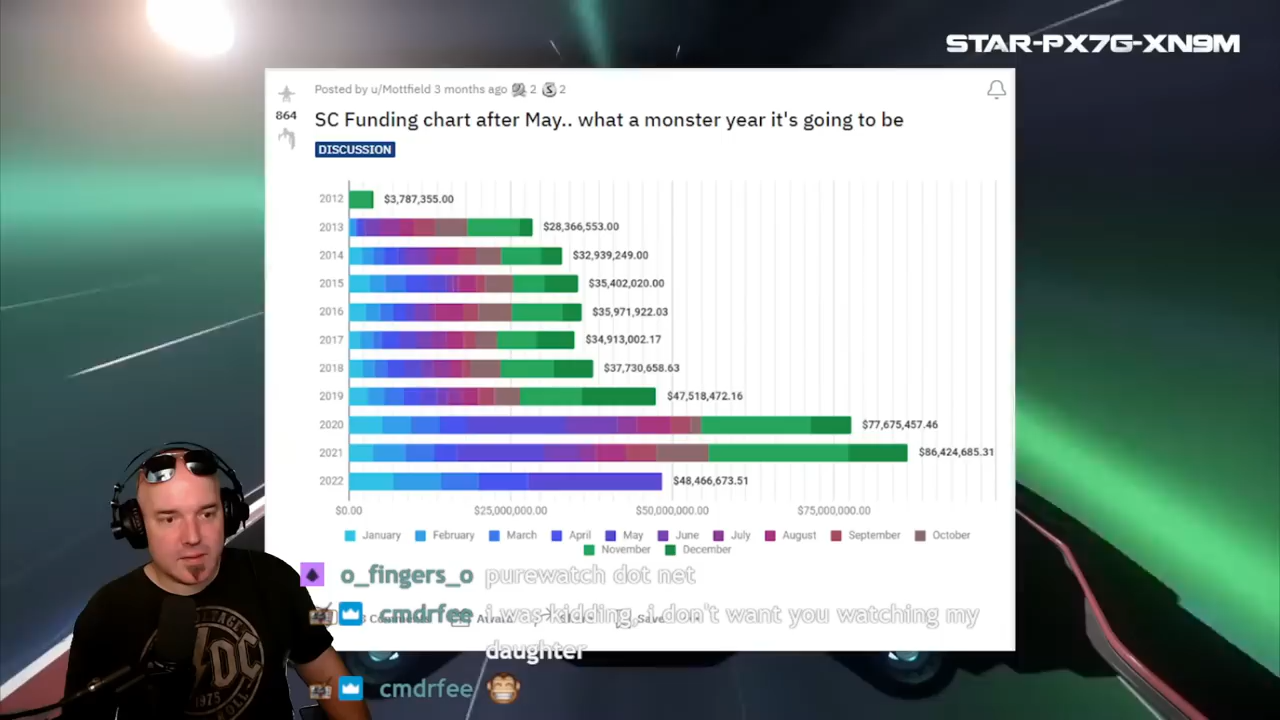 STAR-PX7G-XN9M
Posted by u/Mottfield 3 months ago 2 2
864
SC Funding chart after May.. what a monster year it's going to be
DISCUSSION
2012 $3,787,355.00
2013 $28,366,553.00
2014 $32,939,249.00
2015 $35,402,020.00
2016 $35,971,922.03
2017 $34,913,002.17
2018 $37,730,658.63
2019 $47,518,472.16
2020 $77,675,457.46
2021 $86,424,685.31
2022 $48,466,673.51
$0.00 $25,000,000.00 $50,000,000.00 $75,000,000.00
January February March April May June July August September October
November December
o_fingers_o purewatch dot net
cmdrfee i was kidding, i don't want you watching my
daughter
cmdrfee
DC
1975